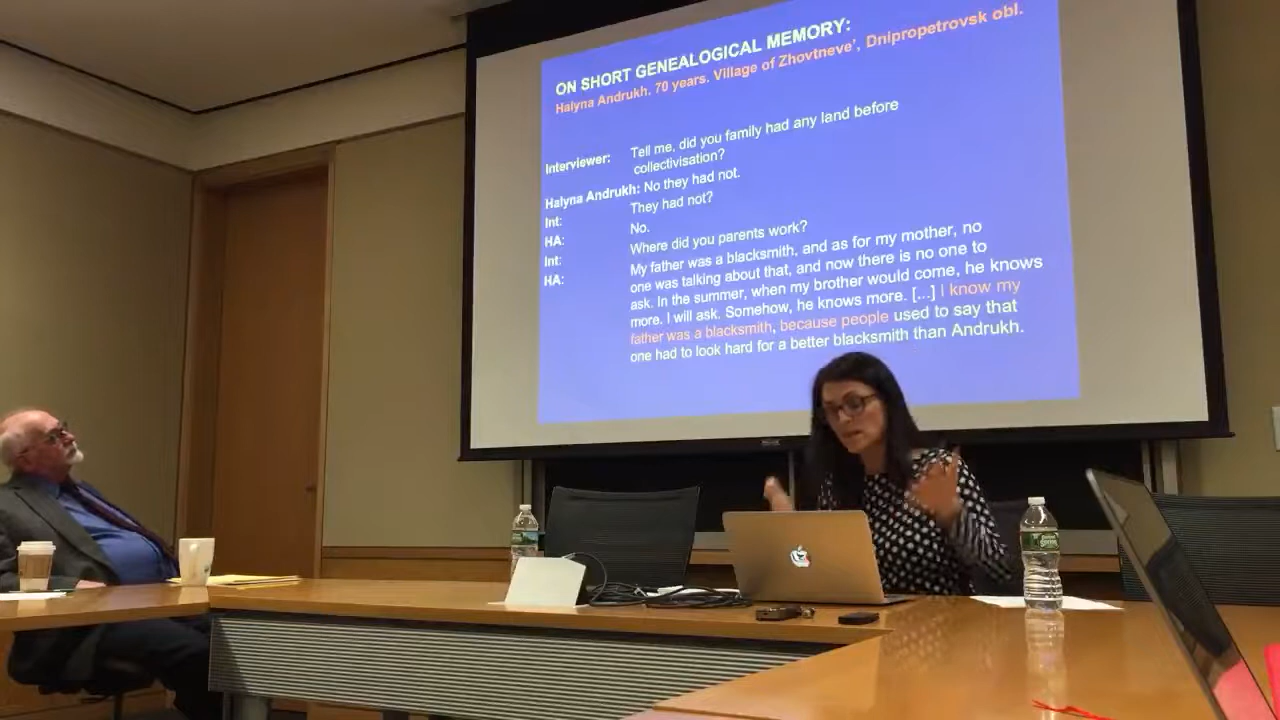 ON SHORT GENEALOGICAL MEMORY:
Halyna Andrukh. 70 years. Village of Zhovtneve', Dnipropetrovsk obl.
Interviewer: Tell me, did you family had any land before
collectivisation?
Halyna Andrukh: No they had not.
Int: They had not?
HA: No.
Int: Where did you parents work?
HA: My father was a blacksmith, and as for my mother, no
one was talking about that, and now there is no one to
ask. In the summer, when my brother would come, he knows
more. I will ask. Somehow, he knows more. [...] I know my
father was a blacksmith, because people used to say that
one had to look hard for a better blacksmith than Andrukh.